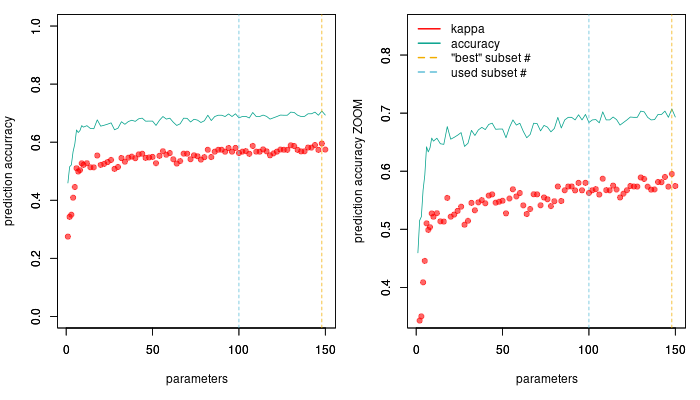 1.0
0.8
0.6
0.4
0.2
0.0
prediction accurracy
0
50
100
150
parameters
0.8
0.7
0.6
0.5
0.4
prediction accuracy ZOOM
kappa
accuracy
"best" subset #
used subset #
0
50
100
150
parameters